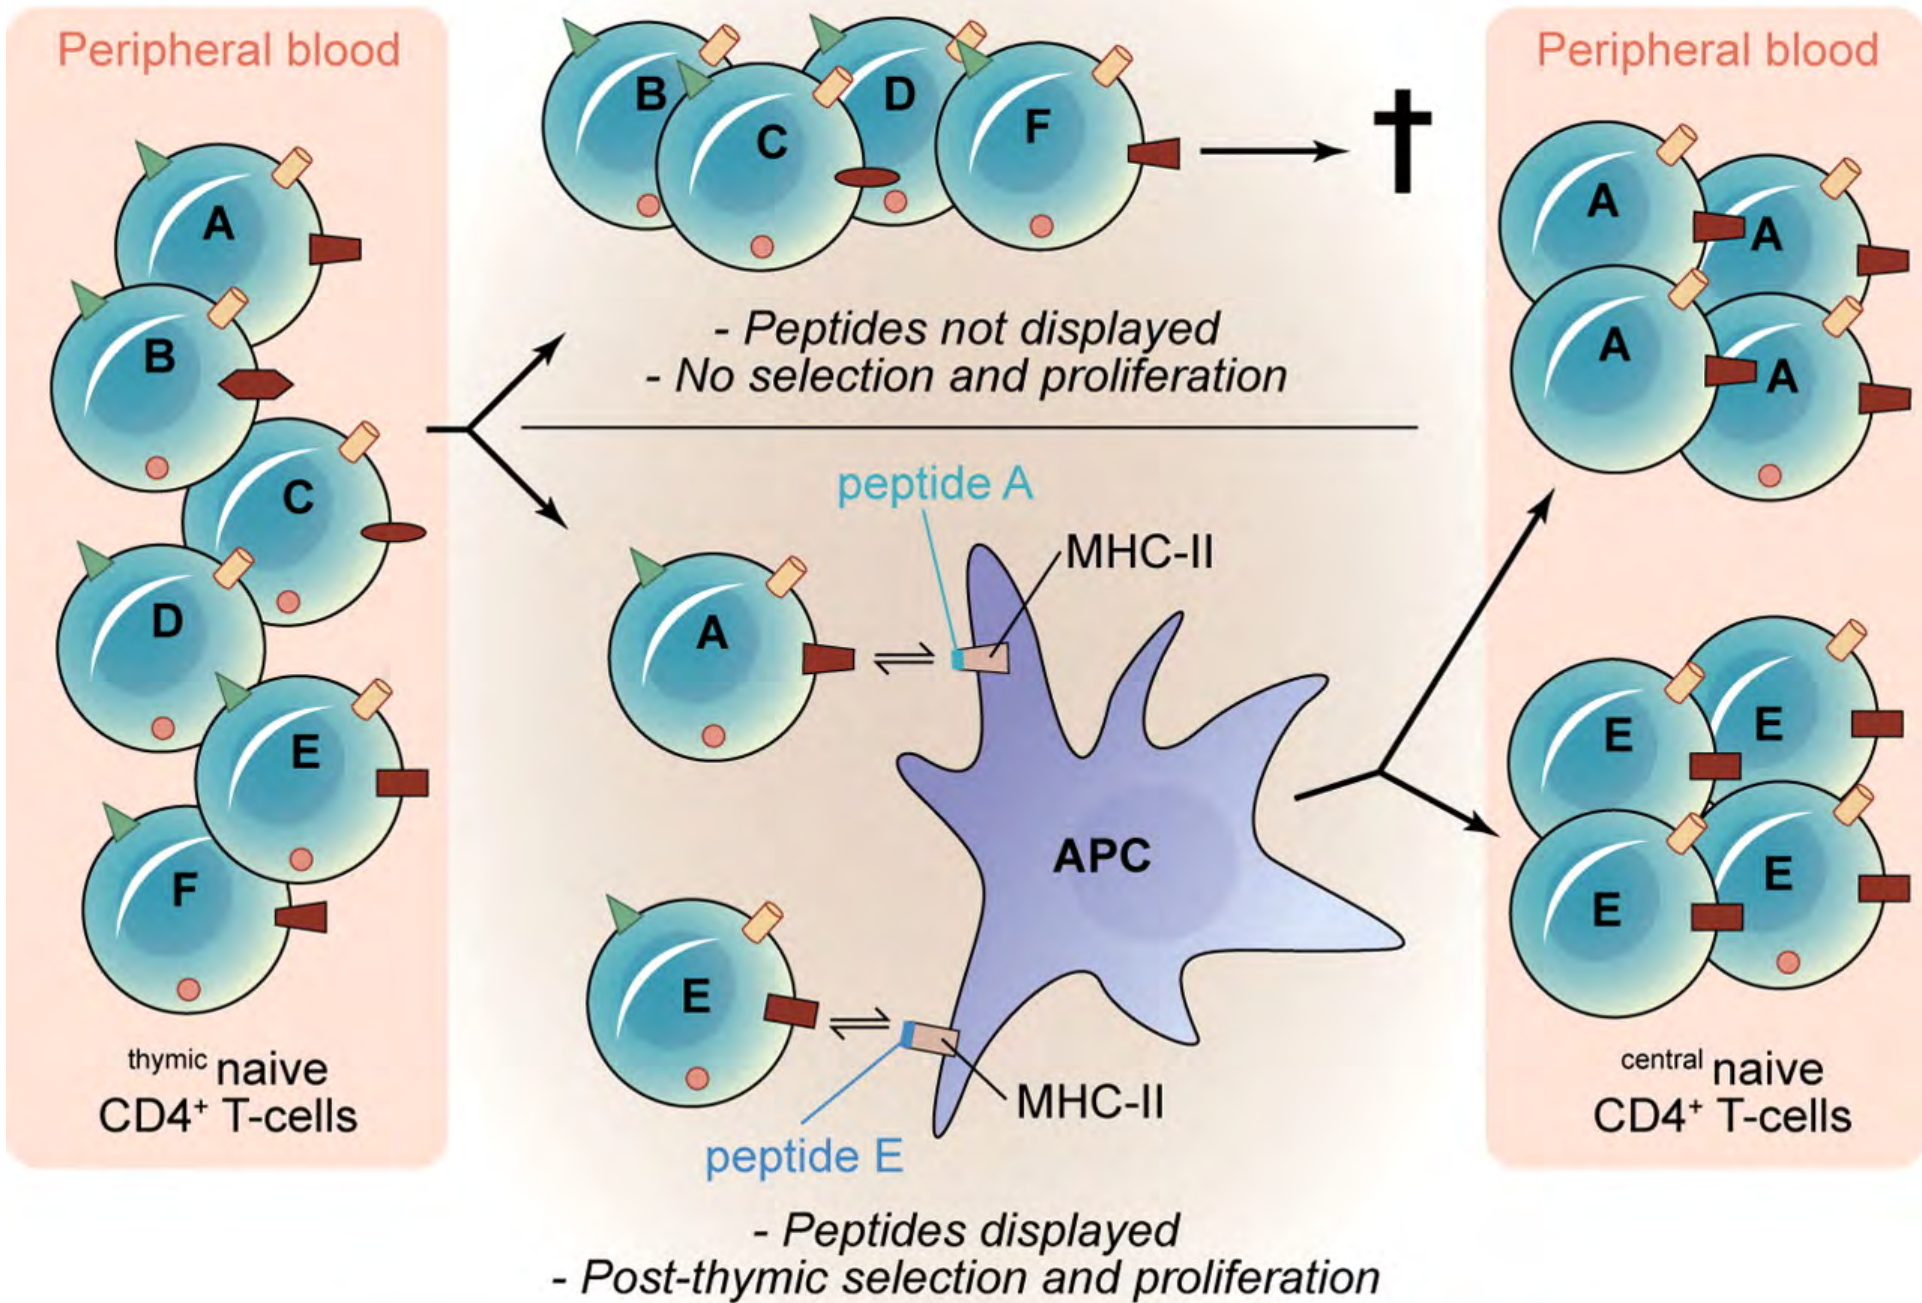 Peripheral blood
A
B
C
D
E
F
thymic naive
CD4⁺ T-cells
B
C
D
F
- Peptides not displayed
- No selection and proliferation
peptide A
MHC-II
A
APC
E
MHC-II
peptide E
- Peptides displayed
- Post-thymic selection and proliferation
Peripheral blood
A
A
A
A
E
E
E
E
central naive
CD4⁺ T-cells